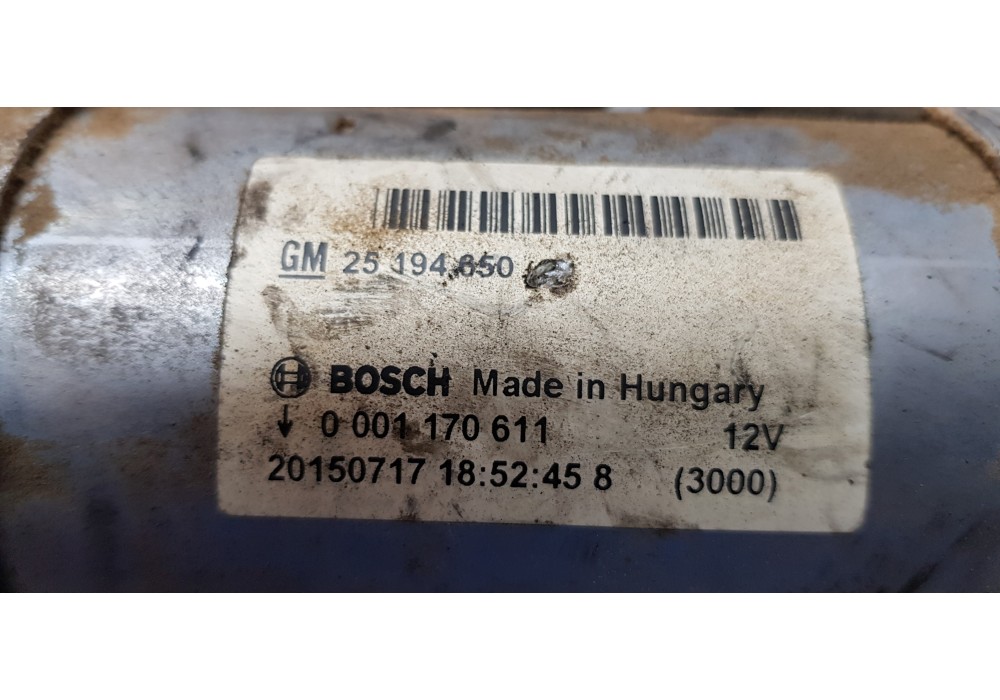 GM 25 194 650
BOSCH Made in Hungary
0 001 170 611 12V
20150717 18:52:45 8 (3000)